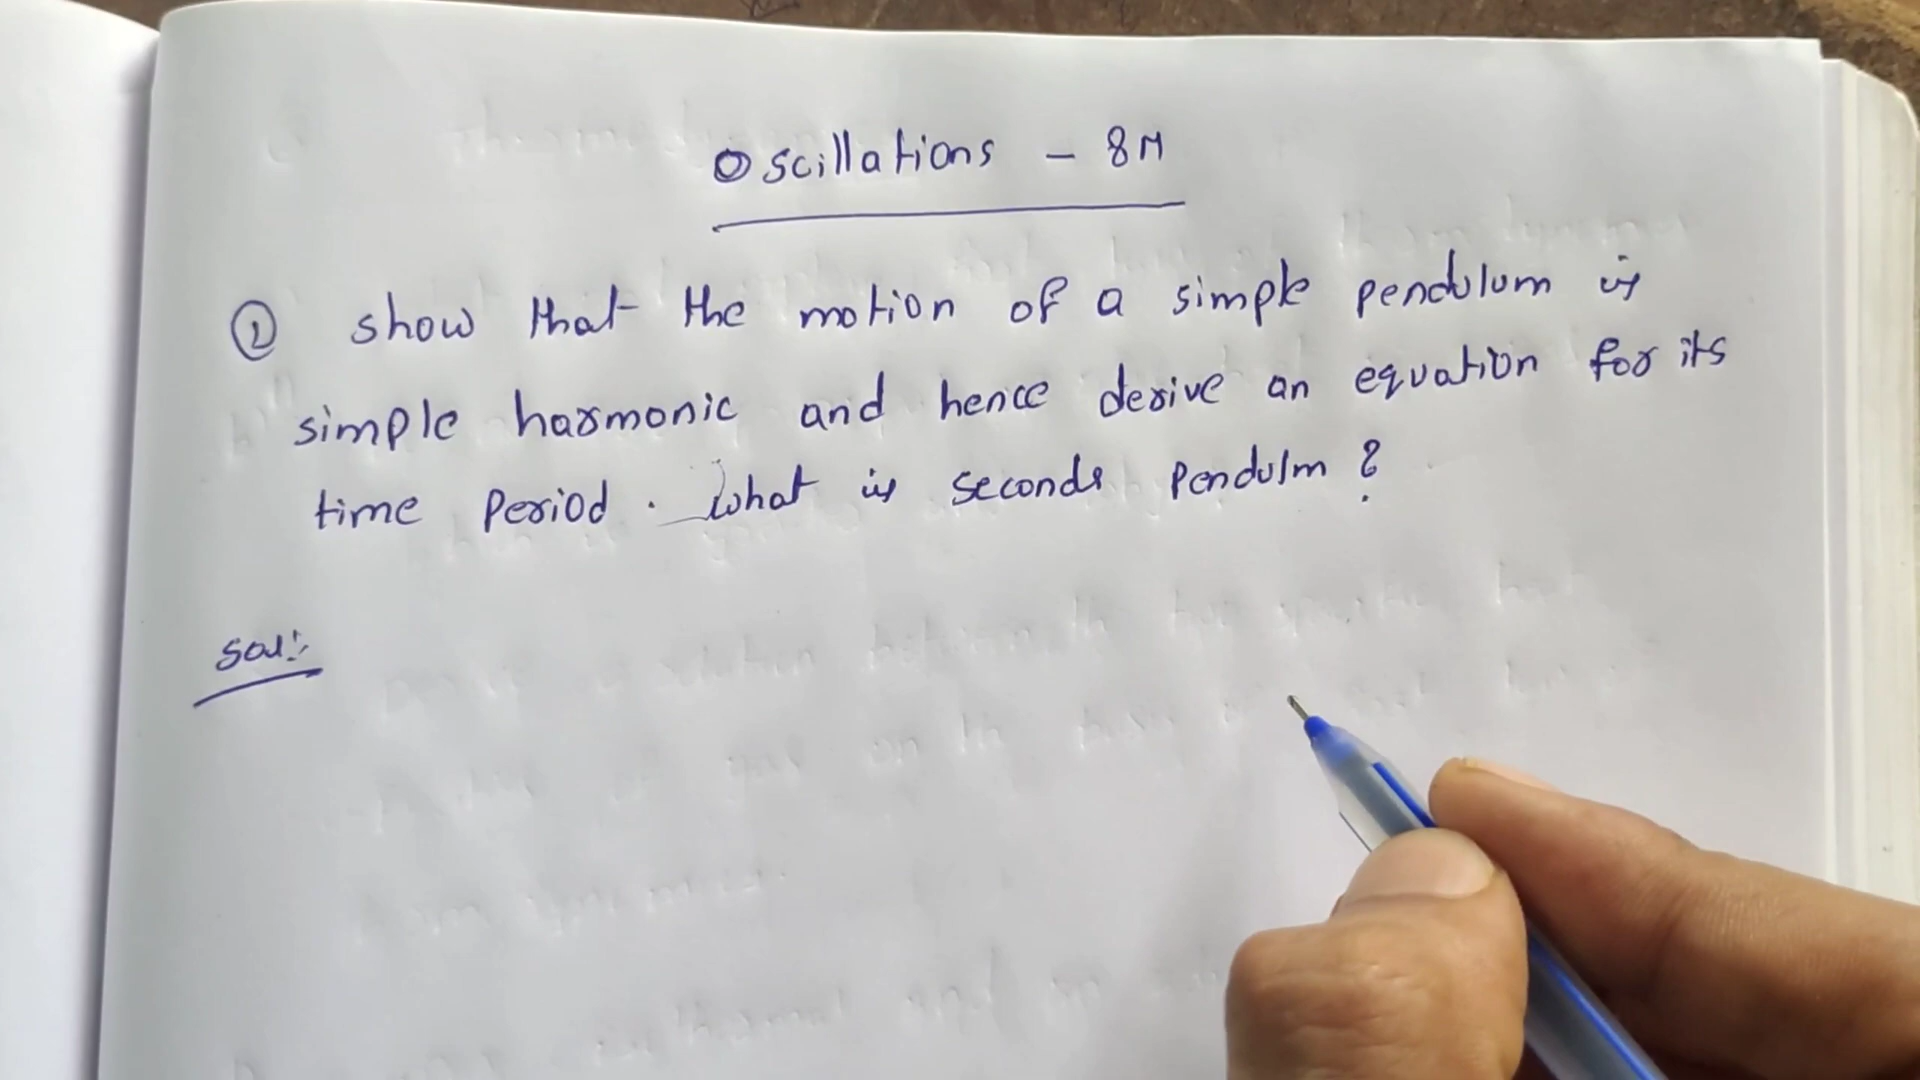 Oscillations - 8M
① show that the motion of a simple pendulum is
simple harmonic and hence derive an equation for its
time period. What is seconds pendulm?
Sol: